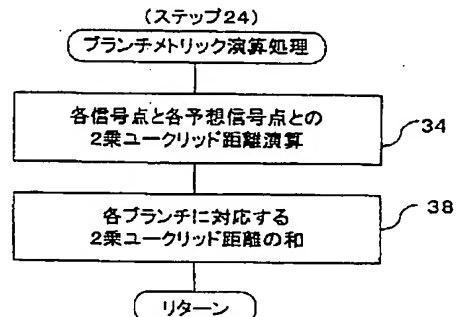 (ステップ24)
ブランチメトリック演算処理
各信号点と各予想信号点との
2乗ユークリッド距離演算
34
各ブランチに対応する
2乗ユークリッド距離の和
38
リターン